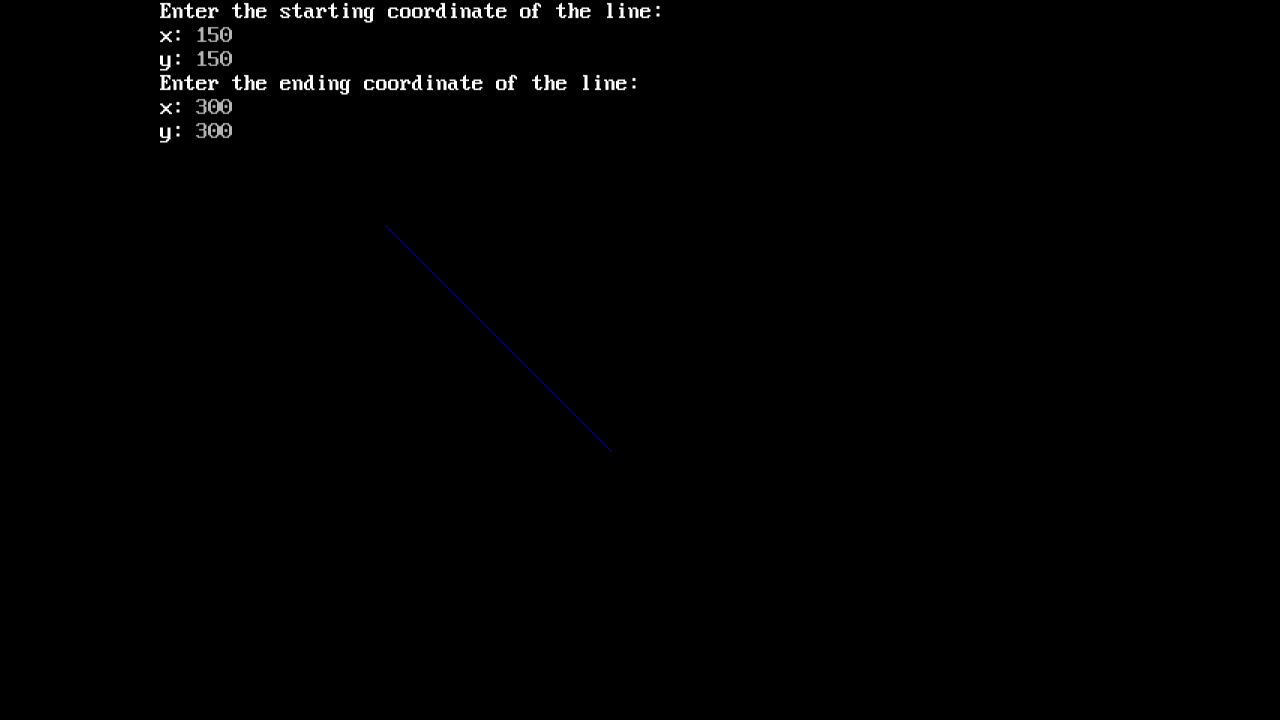 Enter the starting coordinate of the line:
x: 150
y: 150
Enter the ending coordinate of the line:
x: 300
y: 300